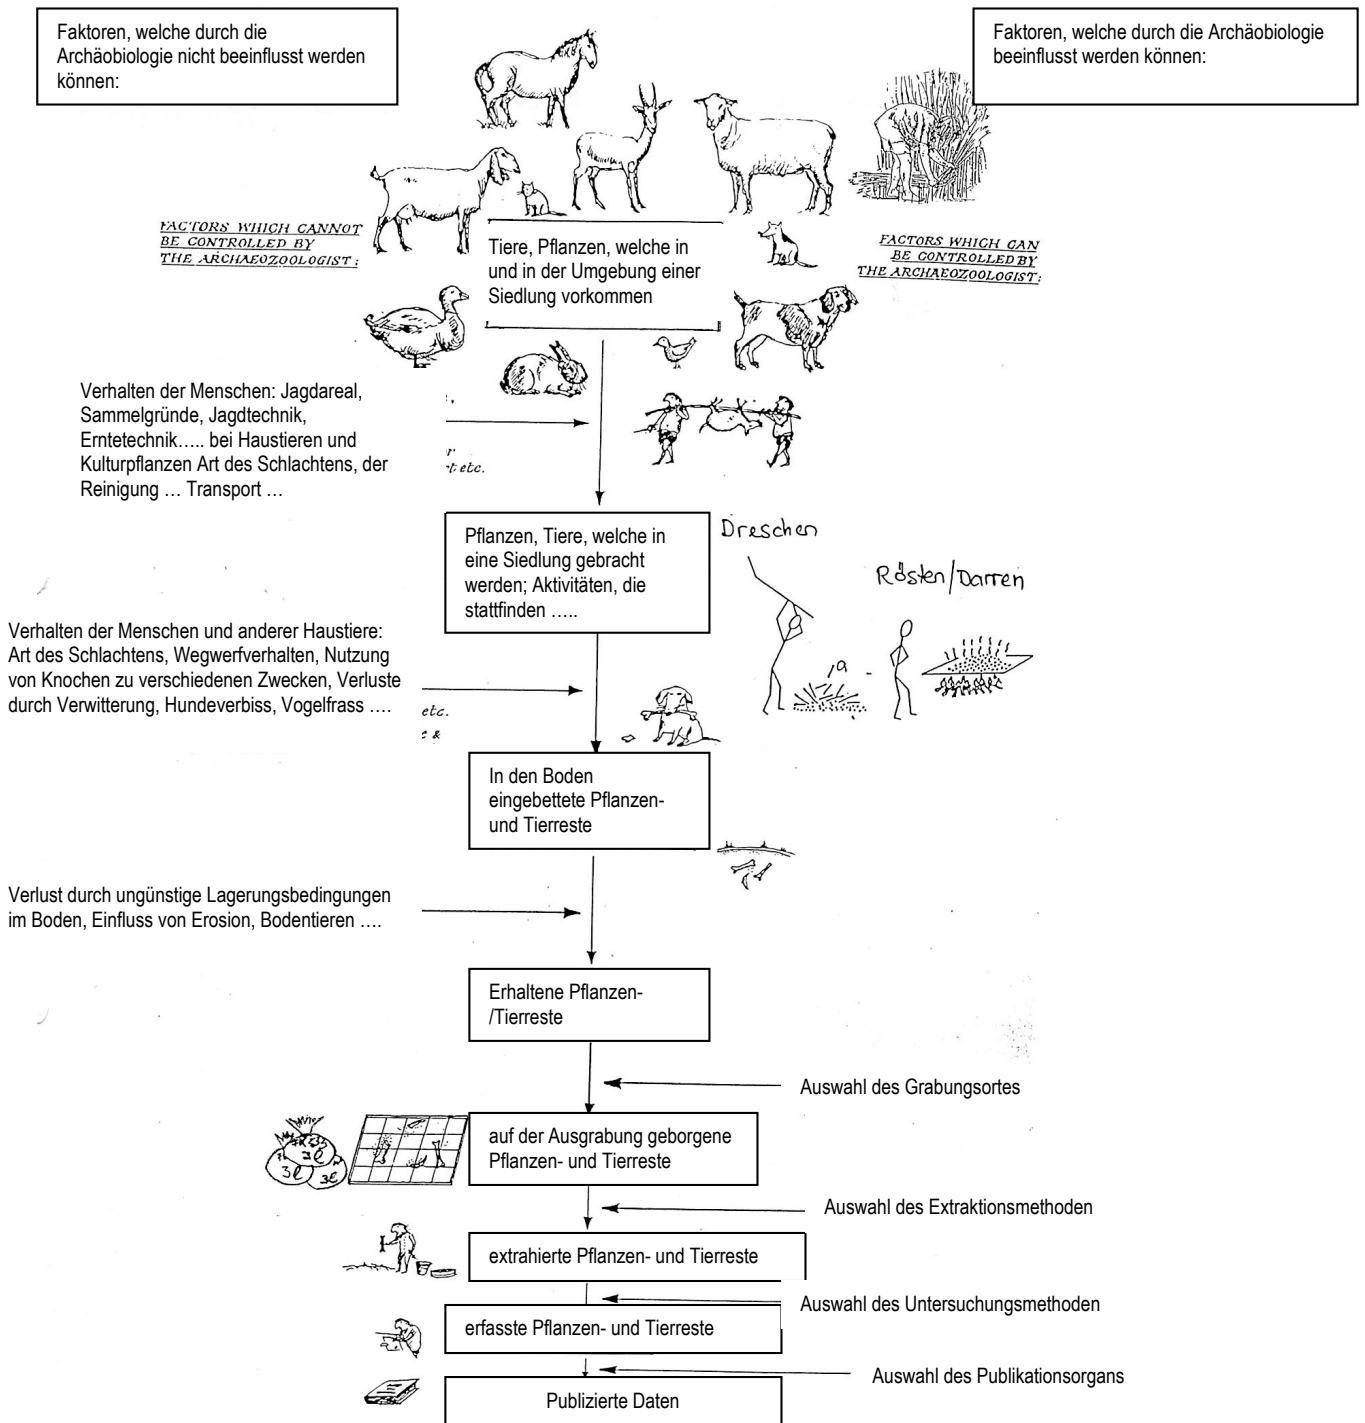 Faktoren, welche durch die
Archäobiologie nicht beeinflusst werden
können:
Faktoren, welche durch die Archäobiologie
beeinflusst werden können:
FACTORS WHICH CANNOT
BE CONTROLLED BY
THE ARCHAEOZOOLOGIST:
Tiere, Pflanzen, welche in
und in der Umgebung einer
Siedlung vorkommen
FACTORS WHICH CAN
BE CONTROLLED BY
THE ARCHAEOZOOLOGIST:
Verhalten der Menschen: Jagdareal,
Sammelgründe, Jagdtechnik,
Erntetechnik….. bei Haustieren und
Kulturpflanzen Art des Schlachtens, der
Reinigung … Transport …
etc.
Pflanzen, Tiere, welche in
eine Siedlung gebracht
werden; Aktivitäten, die
stattfinden …..
Dreschen
Rösten/Darren
Verhalten der Menschen und anderer Haustiere:
Art des Schlachtens, Wegwerfverhalten, Nutzung
von Knochen zu verschiedenen Zwecken, Verluste
durch Verwitterung, Hundeverbiss, Vogelfrass ….
etc.
&
In den Boden
eingebettete Pflanzen-
und Tierreste
Verlust durch ungünstige Lagerungsbedingungen
im Boden, Einfluss von Erosion, Bodentieren ….
Erhaltene Pflanzen-
/Tierreste
Auswahl des Grabungsortes
3l
3l
3l
auf der Ausgrabung geborgene
Pflanzen- und Tierreste
Auswahl des Extraktionsmethoden
extrahierte Pflanzen- und Tierreste
Auswahl des Untersuchungsmethoden
erfasste Pflanzen- und Tierreste
Auswahl des Publikationsorgans
Publizierte Daten